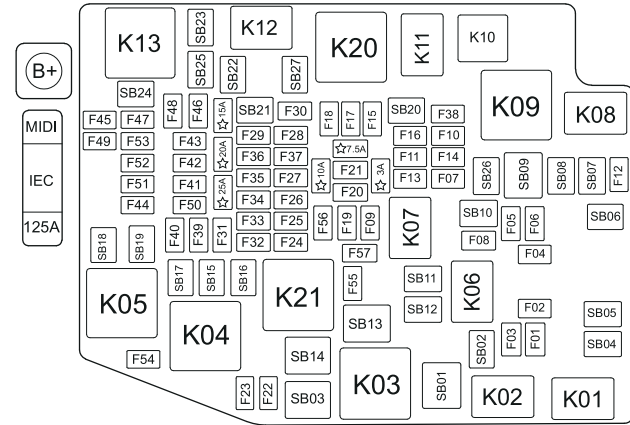 K13
SB23
K12
K20
K11
K10
B+
SB25
SB22
SB27
SB24
K09
K08
MIDI
IEC
125A
F45
F47
F48
F46
☆15A
SB21
F30
F18
F17
F15
SB20
F38
F49
F53
F43
F29
F28
F16
F10
F52
F42
☆20A
F36
F37
☆7.5A
F11
F14
F51
F41
☆25A
F35
F27
☆10A
F21
☆3A
F13
F07
SB26
SB09
SB08
SB07
F12
F44
F50
F34
F26
F20
F33
F25
F56
F19
F09
K07
SB10
F05
F06
SB06
SB18
SB19
F40
F39
F31
F32
F24
F57
F08
F04
SB17
SB15
SB16
K21
F55
SB11
K06
K05
K04
SB13
SB12
F02
SB05
F54
SB14
SB02
F03
F01
SB04
F23
F22
SB03
K03
SB01
K02
K01